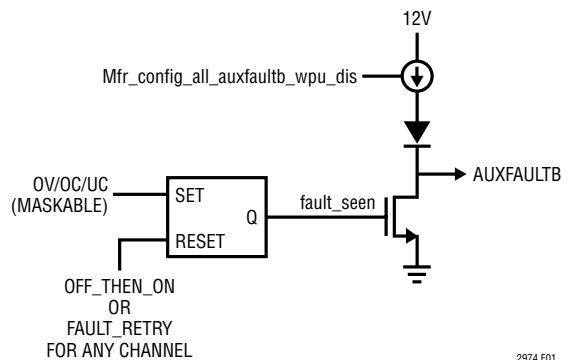 12V
Mfr_config_all_auxfaultb_wpu_dis
AUXFAULTB
OV/OC/UC
(MASKABLE)
SET
Q
fault_seen
RESET
OFF_THEN_ON
OR
FAULT_RETRY
FOR ANY CHANNEL
2974 F01